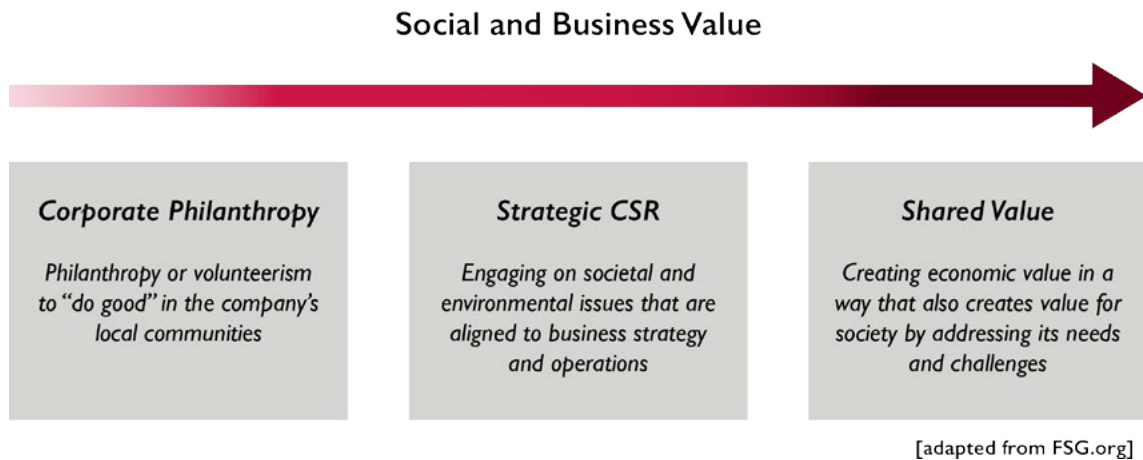 Social and Business Value
Corporate Philanthropy
Philanthropy or volunteerism
to “do good” in the company’s
local communities
Strategic CSR
Engaging on societal and
environmental issues that are
aligned to business strategy
and operations
Shared Value
Creating economic value in a
way that also creates value for
society by addressing its needs
and challenges
[adapted from FSG.org]